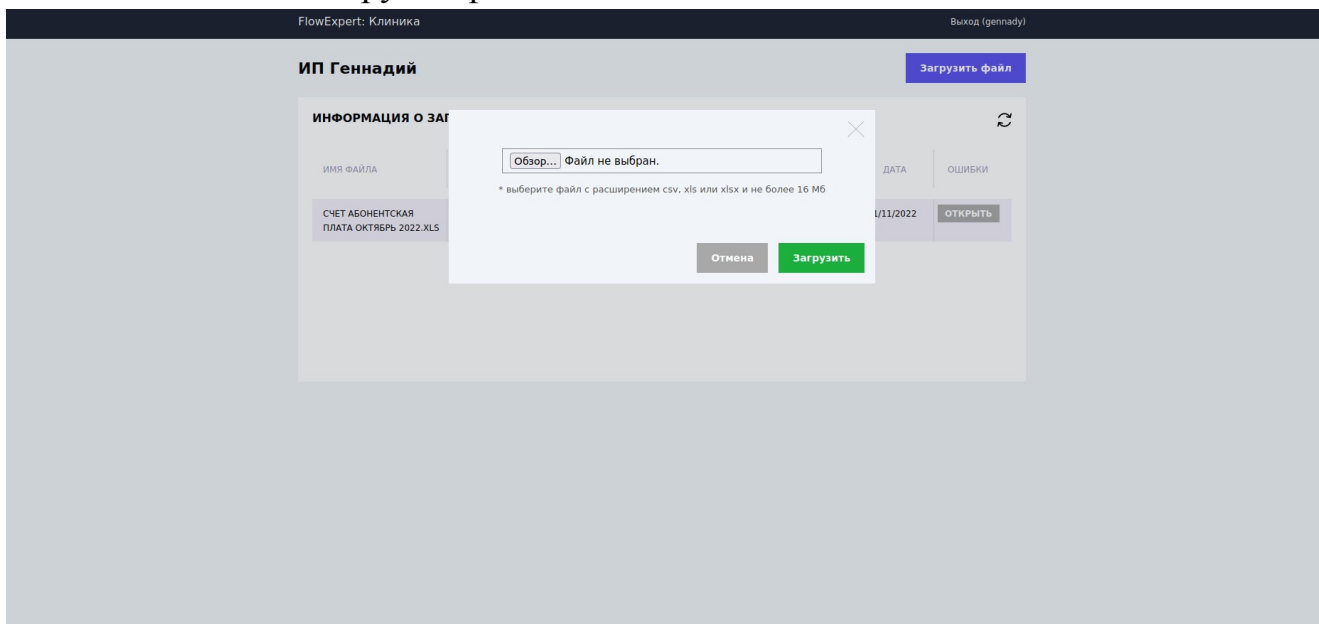 FlowExpert: Клиника
Выход (gennady)
ИП Геннадий
Загрузить файл
ИНФОРМАЦИЯ О ЗАГ
Обзор... Файл не выбран.
* выберите файл с расширением csv, xls или xlsx и не более 16 Мб
ИМЯ ФАЙЛА
ДАТА
ОШИБКИ
СЧЕТ АБОНЕНТСКАЯ
ПЛАТА ОКТЯБРЬ 2022.XLS
1/11/2022
ОТКРЫТЬ
Отмена
Загрузить